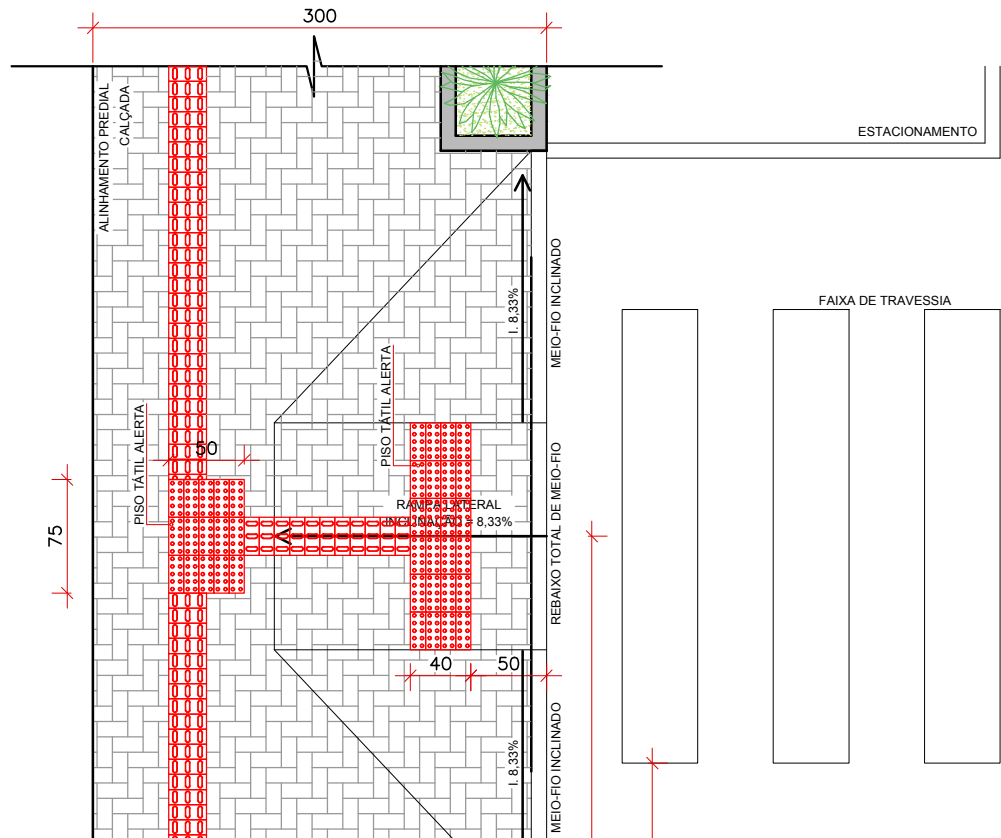 300
ALINHAMENTO PREDIAL
CALÇADA
ESTACIONAMENTO
I. 8,33%
MEIO-FIO INCLINADO
FAIXA DE TRAVESSIA
PISO TÁTIL ALERTA
PISO TÁTIL ALERTA
50
75
RAMPA LATERAL
INCLINAÇÃO = 8,33%
REBAIXO TOTAL DE MEIO-FIO
40
50
I. 8,33%
MEIO-FIO INCLINADO